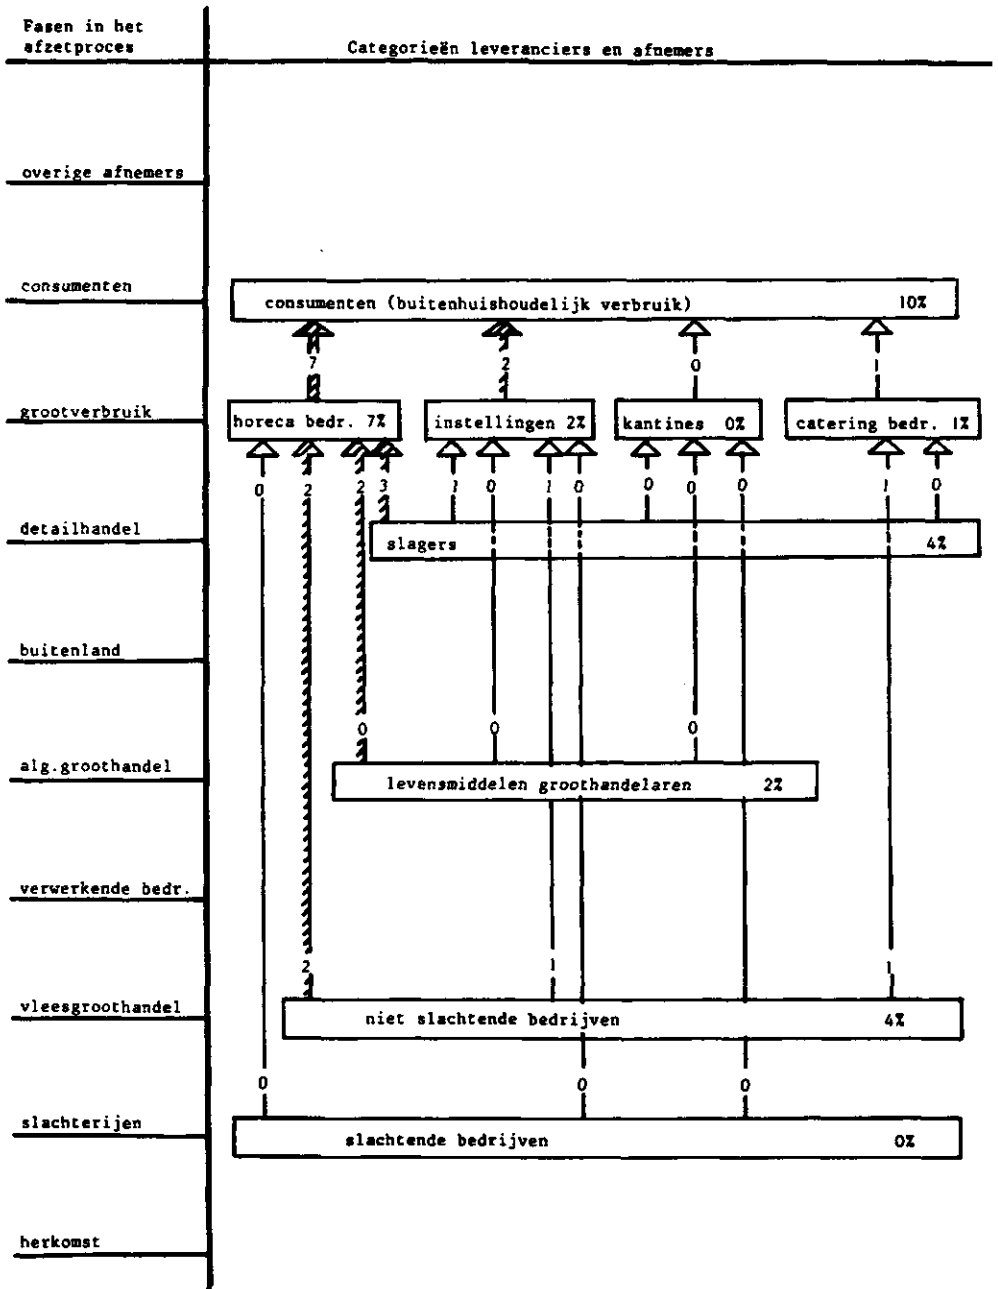 Fasen in het
afzetproces
Categorieën leveranciers en afnemers
overige afnemers
consumenten
consumenten (buitenhuishoudelijk verbruik) 10%
7 2 0 1
grootverbruik
horeca bedr. 7% instellingen 2% kantines 0% catering bedr. 1%
0 2 2 3 1 0 1 0 0 0 0 1 0
detailhandel
slagers 4%
buitenland
0 0 0
alg.groothandel
levensmiddelen groothandelaren 2%
verwerkende bedr.
2 1 1
vleesgroothandel
niet slachtende bedrijven 4%
0 0 0
slachterijen
slachtende bedrijven 0%
herkomst